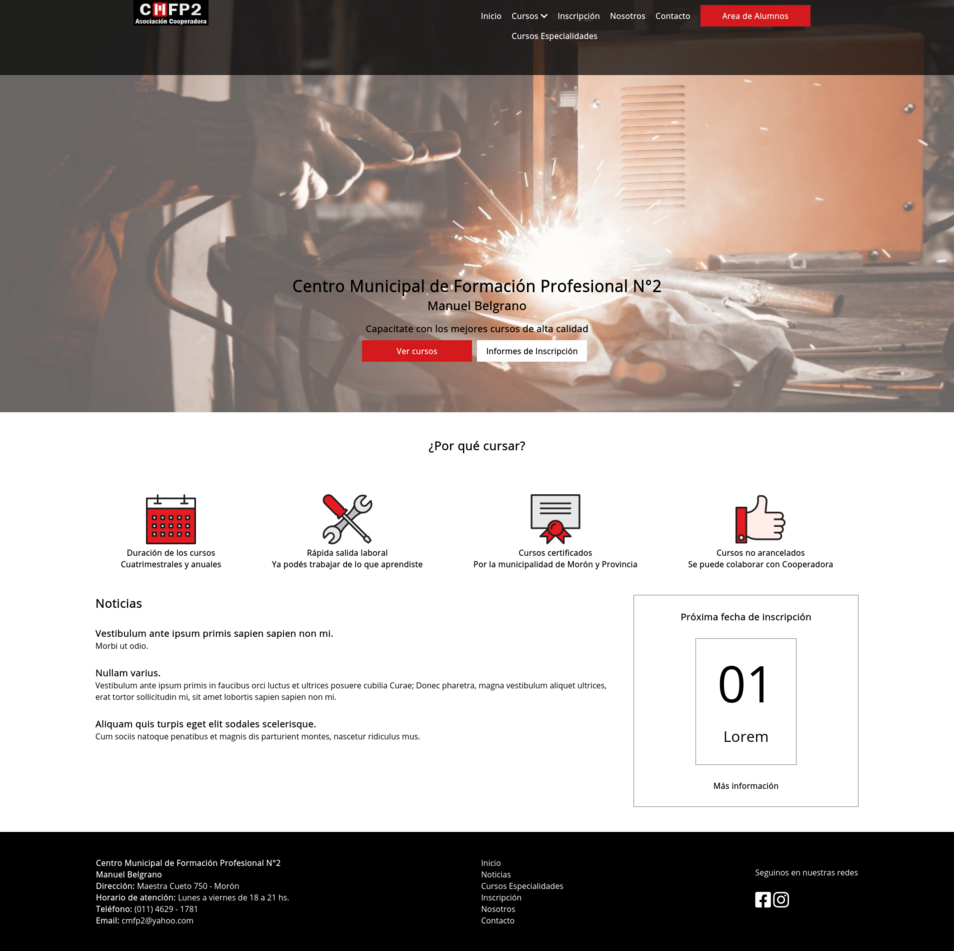 CMFP2
Asociación Cooperadora
Inicio Cursos Inscripción Nosotros Contacto Area de Alumnos
Cursos Especialidades
Centro Municipal de Formación Profesional N°2
Manuel Belgrano
Capacitate con los mejores cursos de alta calidad
Ver cursos Informes de Inscripción
¿Por qué cursar?
Duración de los cursos
Cuatrimestrales y anuales
Rápida salida laboral
Ya podés trabajar de lo que aprendiste
Cursos certificados
Por la municipalidad de Morón y Provincia
Cursos no arancelados
Se puede colaborar con Cooperadora
Noticias
Vestibulum ante ipsum primis sapien sapien non mi.
Morbi ut odio.
Nullam varius.
Vestibulum ante ipsum primis in faucibus orci luctus et ultrices posuere cubilia Curae; Donec pharetra, magna vestibulum aliquet ultrices,
erat tortor sollicitudin mi, sit amet lobortis sapien sapien non mi.
Aliquam quis turpis eget elit sodales scelerisque.
Cum sociis natoque penatibus et magnis dis parturient montes, nascetur ridiculus mus.
Próxima fecha de inscripción
01
Lorem
Más información
Centro Municipal de Formación Profesional N°2
Manuel Belgrano
Dirección: Maestra Cueto 750 - Morón
Horario de atención: Lunes a viernes de 18 a 21 hs.
Teléfono: (011) 4629 - 1781
Email: cmfp2@yahoo.com
Inicio
Noticias
Cursos Especialidades
Inscripción
Nosotros
Contacto
Seguinos en nuestras redes